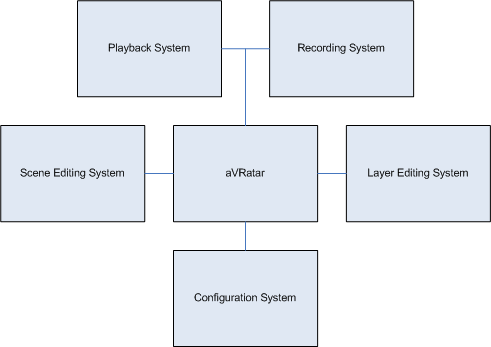 Playback System
Recording System
Scene Editing System
aVRatar
Layer Editing System
Configuration System